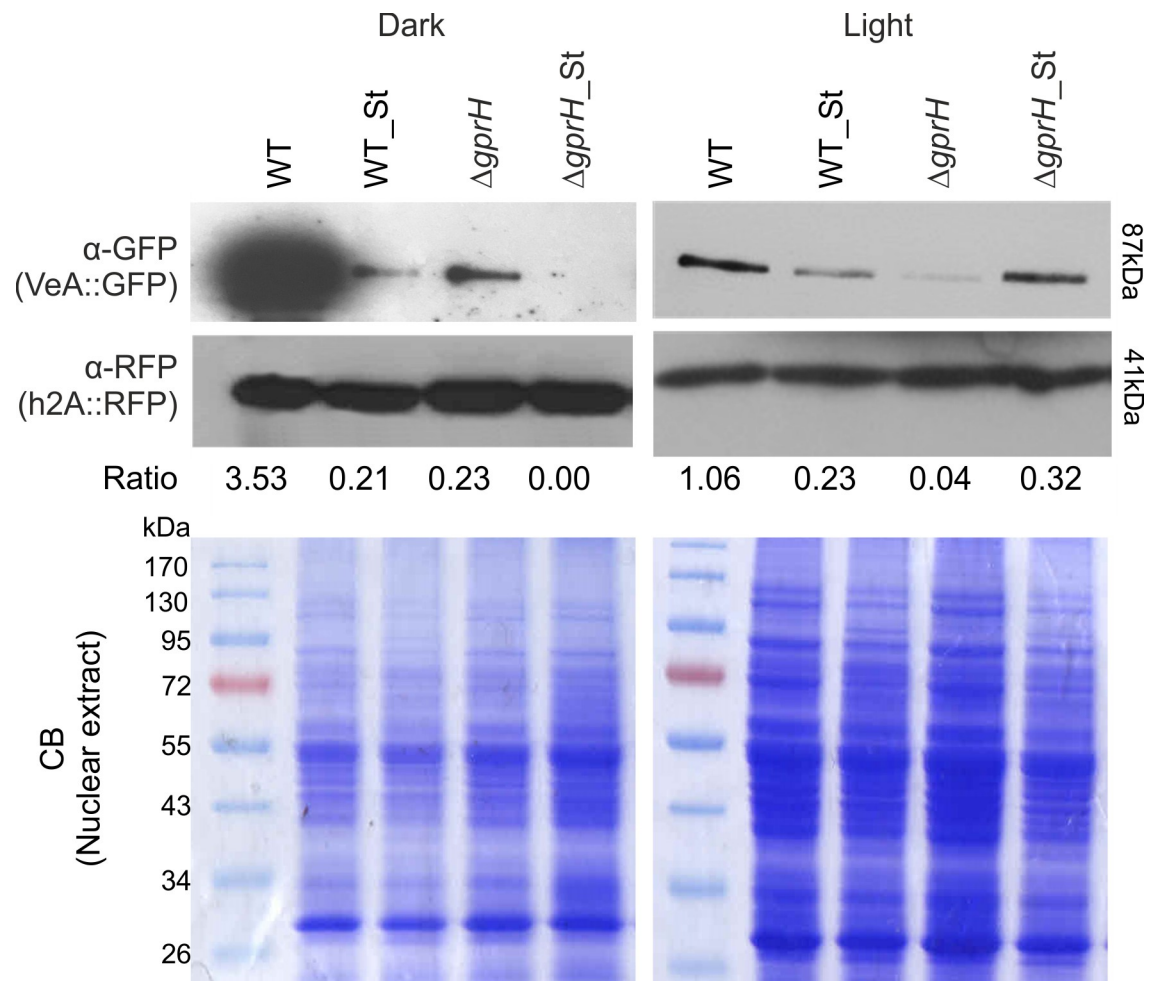 Dark
Light
WT
WT_St
ΔgprH
ΔgprH_St
WT
WT_St
ΔgprH
ΔgprH_St
α-GFP
(VeA::GFP)
87kDa
α-RFP
(h2A::RFP)
41kDa
Ratio 3.53 0.21 0.23 0.00 1.06 0.23 0.04 0.32
kDa
170
130
95
72
55
43
34
26
CB
(Nuclear extract)